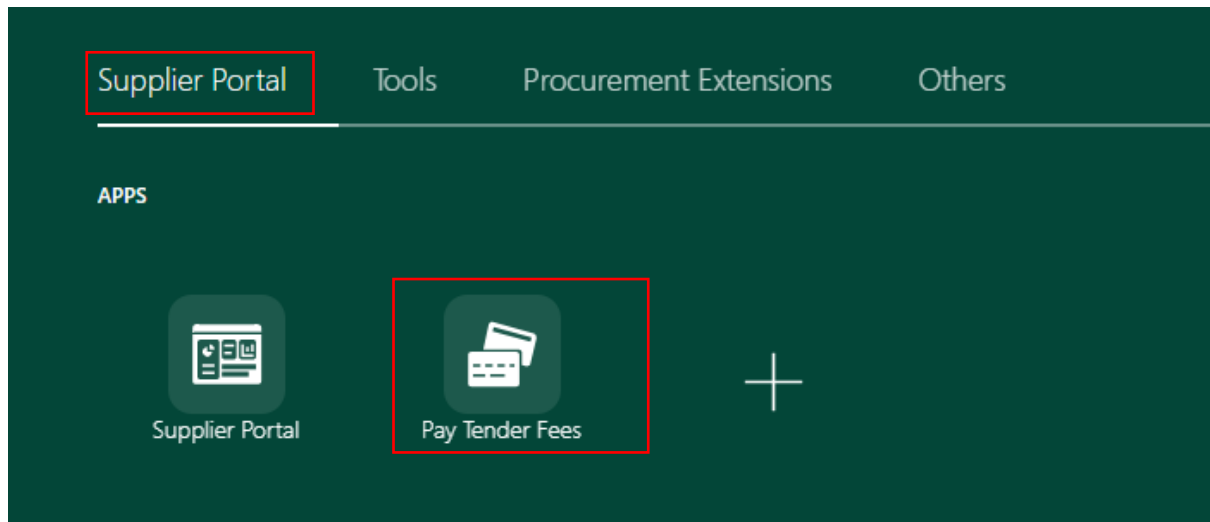 Supplier Portal Tools Procurement Extensions Others
APPS
Supplier Portal Pay Tender Fees